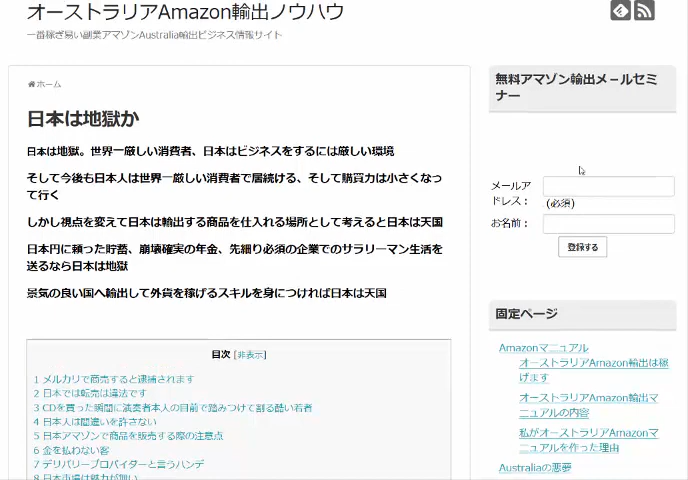 オーストラリアAmazon輸出ノウハウ
一番稼ぎ易い副業アマゾンAustralia輸出ビジネス情報サイト
ホーム
日本は地獄か
日本は地獄。世界一厳しい消費者、日本はビジネスをするには厳しい環境
そして今後も日本人は世界一厳しい消費者で居続ける、そして購買力は小さくなっ
て行く
しかし視点を変えて日本は輸出する商品を仕入れる場所として考えると日本は天国
日本円に頼った貯蓄、崩壊確実の年金、先細り必須の企業でのサラリーマン生活を
送るなら日本は地獄
景気の良い国へ輸出して外貨を稼げるスキルを身につければ日本は天国
目次 [非表示]
1 メルカリで商売すると逮捕されます
2 日本では転売は違法です
3 CDを買った瞬間に演奏者本人の目前で踏みつけて割る酷い若者
4 日本人は間違いを許さない
5 日本アマゾンで商品を販売する際の注意点
6 金を払わない客
7 デリバリープロバイダーと言うハンデ
8 日本市場は魅力が無い
無料アマゾン輸出メールセミ
ナー
メールア
ドレス： (必須)
お名前：
登録する
固定ページ
Amazonマニュアル
オーストラリアAmazon輸出は稼
げます
オーストラリアAmazon輸出マ
ニュアルの内容
私がオーストラリアAmazonマ
ニュアルを作った理由
Australiaの悪夢